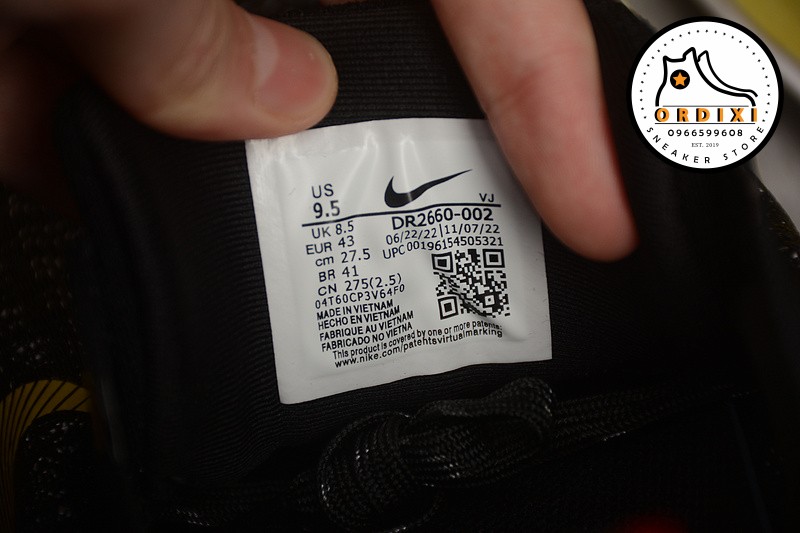 US
9.5
VJ
UK 8.5
EUR 43
cm 27.5
BR 41
CN 275(2.5)
DR2660-002
06/22/22|11/07/22
UPC00196154505321
04T60CP3V64F0
MADE IN VIETNAM
HECHO EN VIETNAM
FABRIQUE AU VIETNAM
FABRICADO NO VIETNA
This product is covered by one or more patents:
www.nike.com/patentsvirtualmarking
ORDIXI
0966599608
EST. 2019
SNEAKER STORE